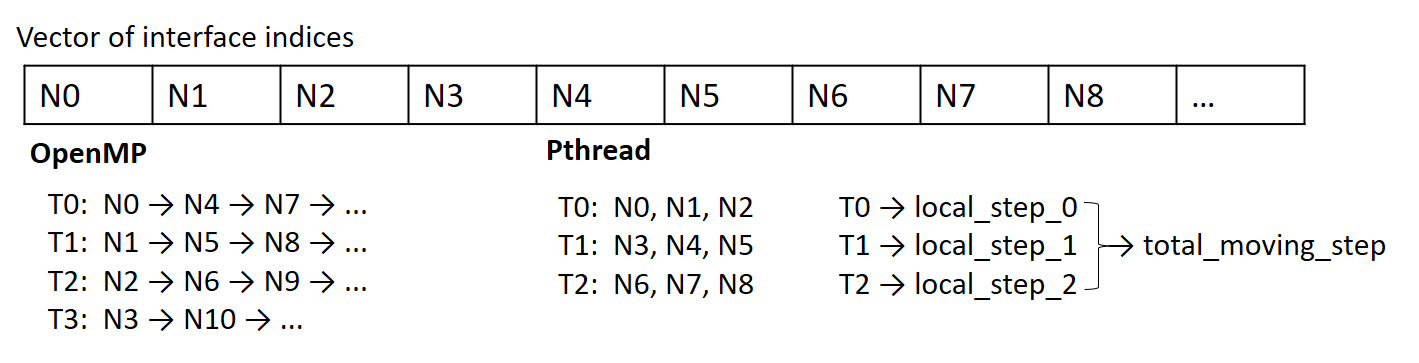 Vector of interface indices
N0 N1 N2 N3 N4 N5 N6 N7 N8 ...
OpenMP
T0: N0 → N4 → N7 → ...
T1: N1 → N5 → N8 → ...
T2: N2 → N6 → N9 → ...
T3: N3 → N10 → ...
Pthread
T0: N0, N1, N2
T1: N3, N4, N5
T2: N6, N7, N8
T0 → local_step_0
T1 → local_step_1
T2 → local_step_2
→ total_moving_step